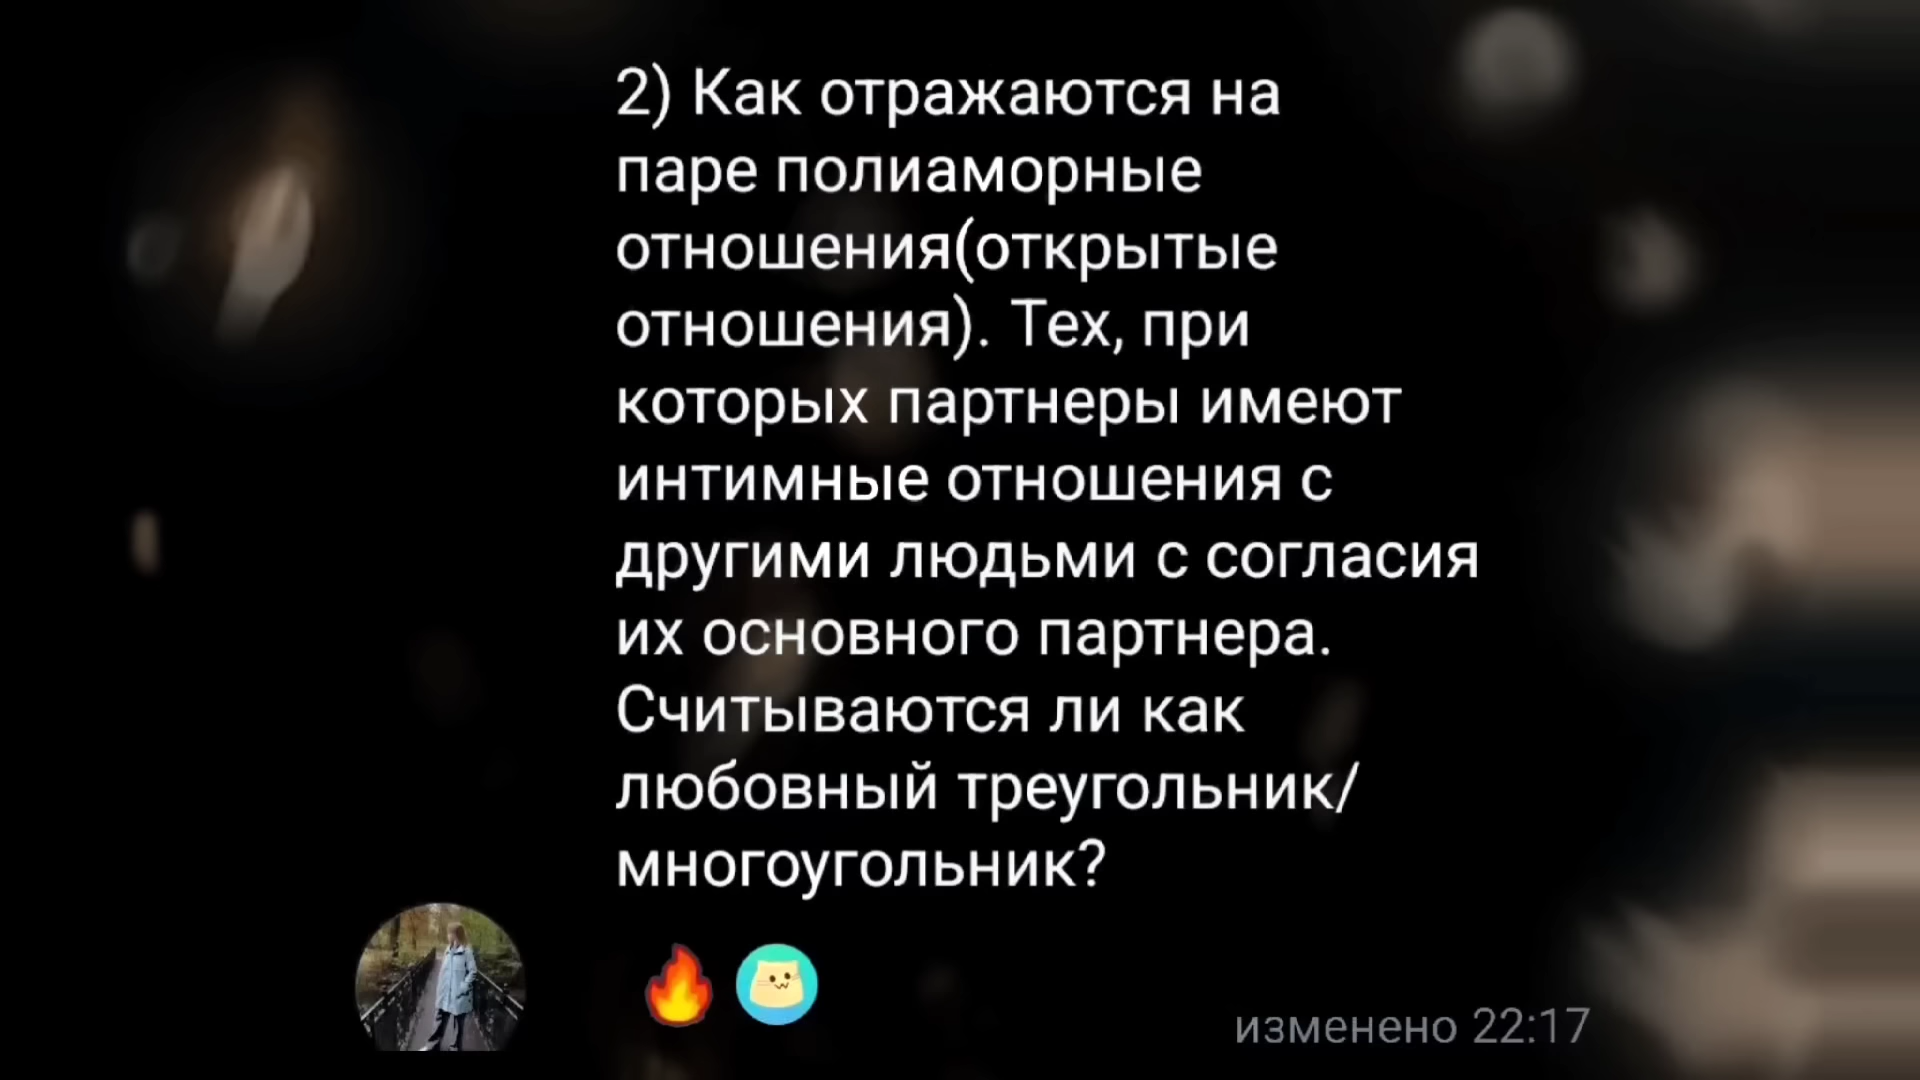 2) Как отражаются на
паре полиаморные
отношения(открытые
отношения). Тех, при
которых партнеры имеют
интимные отношения с
другими людьми с согласия
их основного партнера.
Считываются ли как
любовный треугольник/
многоугольник?
изменено 22:17